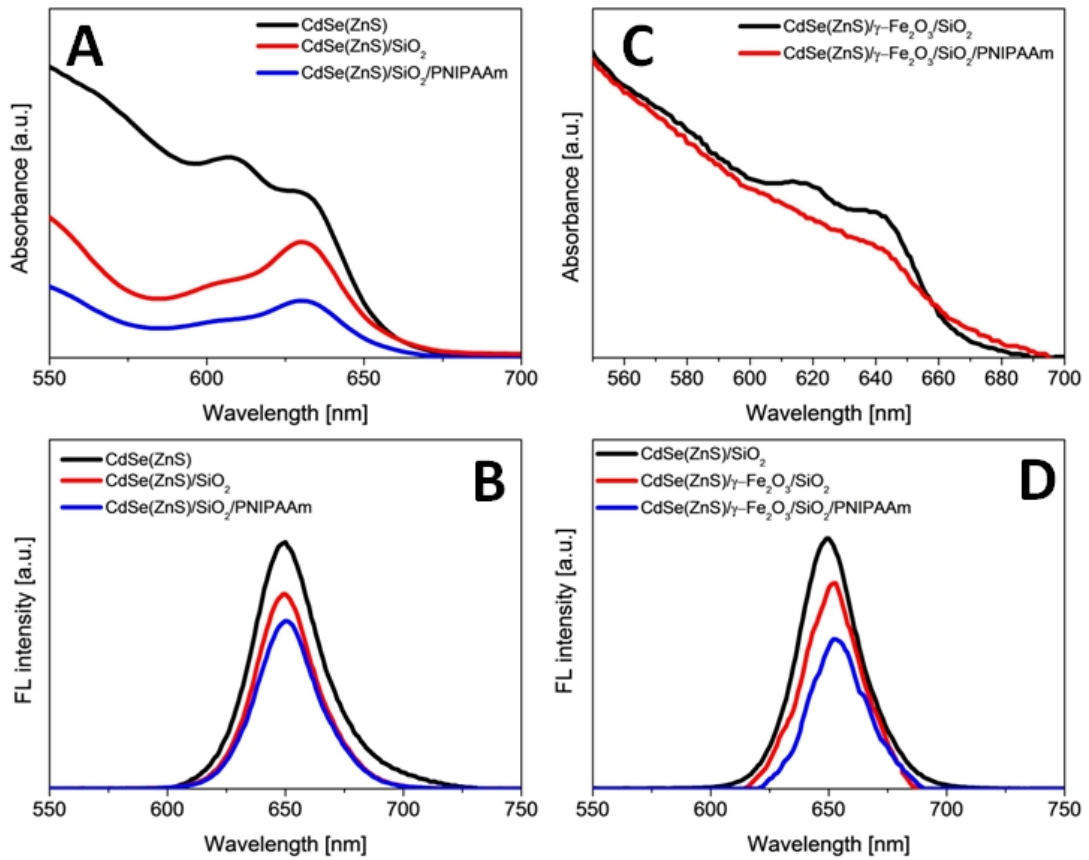 A
CdSe(ZnS)
CdSe(ZnS)/SiO₂
CdSe(ZnS)/SiO₂/PNIPAAm
Absorbance [a.u.]
550 600 650 700
Wavelength [nm]
C
CdSe(ZnS)/γ–Fe₂O₃/SiO₂
CdSe(ZnS)/γ–Fe₂O₃/SiO₂/PNIPAAm
Absorbance [a.u.]
560 580 600 620 640 660 680 700
Wavelength [nm]
B
CdSe(ZnS)
CdSe(ZnS)/SiO₂
CdSe(ZnS)/SiO₂/PNIPAAm
FL intensity [a.u.]
550 600 650 700 750
Wavelength [nm]
D
CdSe(ZnS)/SiO₂
CdSe(ZnS)/γ–Fe₂O₃/SiO₂
CdSe(ZnS)/γ–Fe₂O₃/SiO₂/PNIPAAm
FL intensity [a.u.]
550 600 650 700 750
Wavelength [nm]